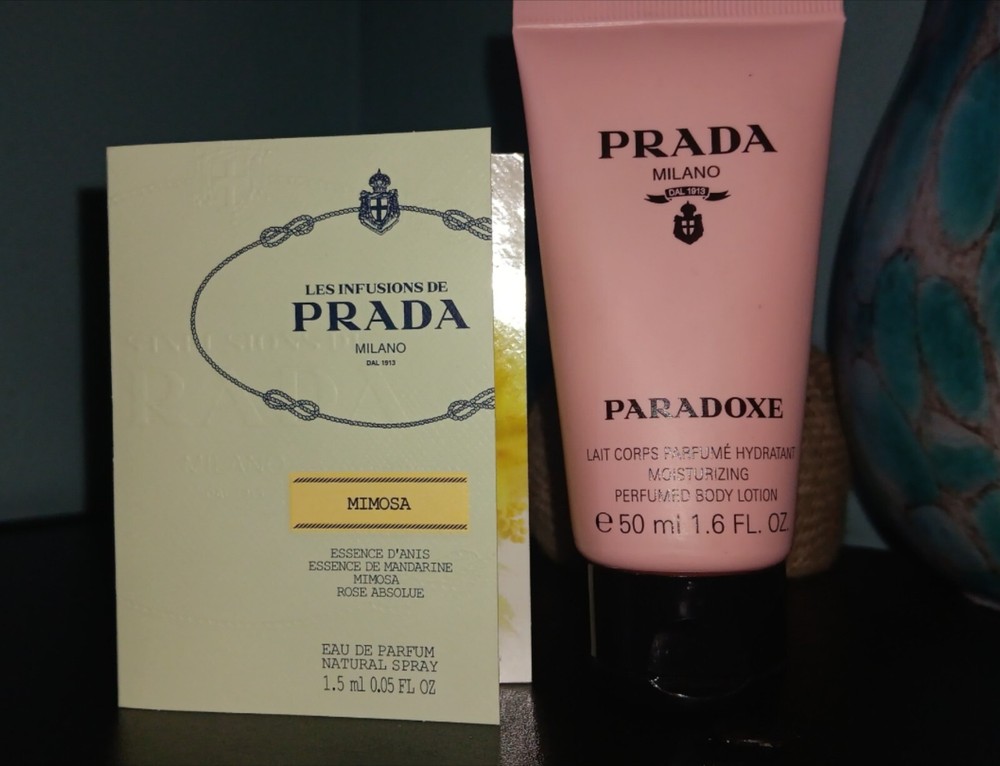 LES INFUSIONS DE
PRADA
MILANO
DAL 1913
MIMOSA
ESSENCE D'ANIS
ESSENCE DE MANDARINE
MIMOSA
ROSE ABSOLUE
EAU DE PARFUM
NATURAL SPRAY
1.5 ml 0.05 FL OZ
PRADA
MILANO
DAL 1913
PARADOXE
LAIT CORPS PARFUMÉ HYDRATANT
MOISTURIZING
PERFUMED BODY LOTION
℮ 50 ml 1.6 FL. OZ.